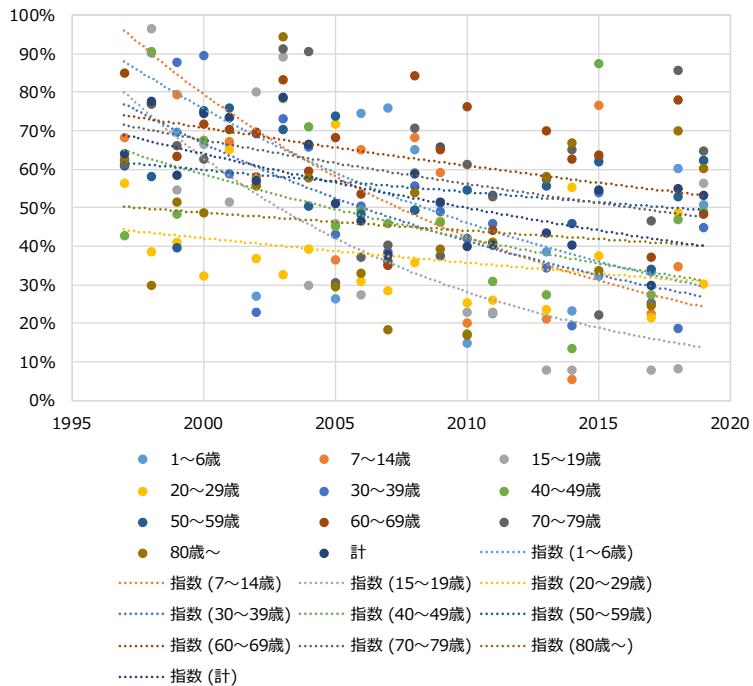 100%
90%
80%
70%
60%
50%
40%
30%
20%
10%
0%
1995 2000 2005 2010 2015 2020
1～6歳 7～14歳 15～19歳
20～29歳 30～39歳 40～49歳
50～59歳 60～69歳 70～79歳
80歳～ 計 指数 (1～6歳)
指数 (7～14歳) 指数 (15～19歳) 指数 (20～29歳)
指数 (30～39歳) 指数 (40～49歳) 指数 (50～59歳)
指数 (60～69歳) 指数 (70～79歳) 指数 (80歳～)
指数 (計)